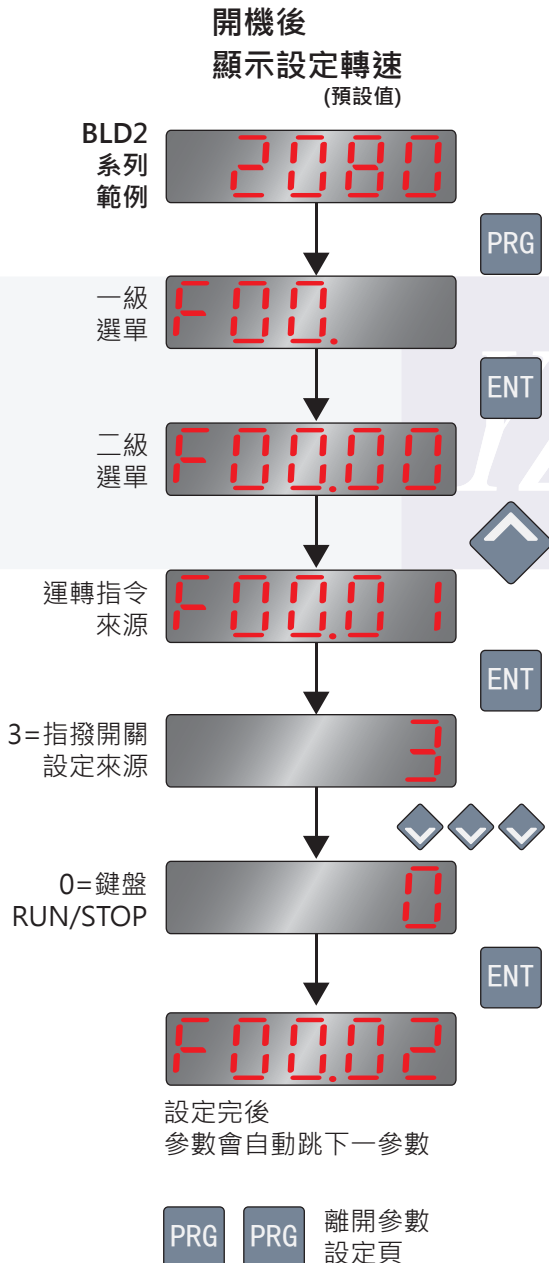 開機後
顯示設定轉速
(預設值)
BLD2
系列
範例
2080
PRG
一級
選單
F00.
ENT
二級
選單
F00.00
運轉指令
來源
F00.01
ENT
3=指撥開關
設定來源
3
0=鍵盤
RUN/STOP
0
ENT
F00.02
設定完後
參數會自動跳下一參數
PRG PRG 離開參數
設定頁